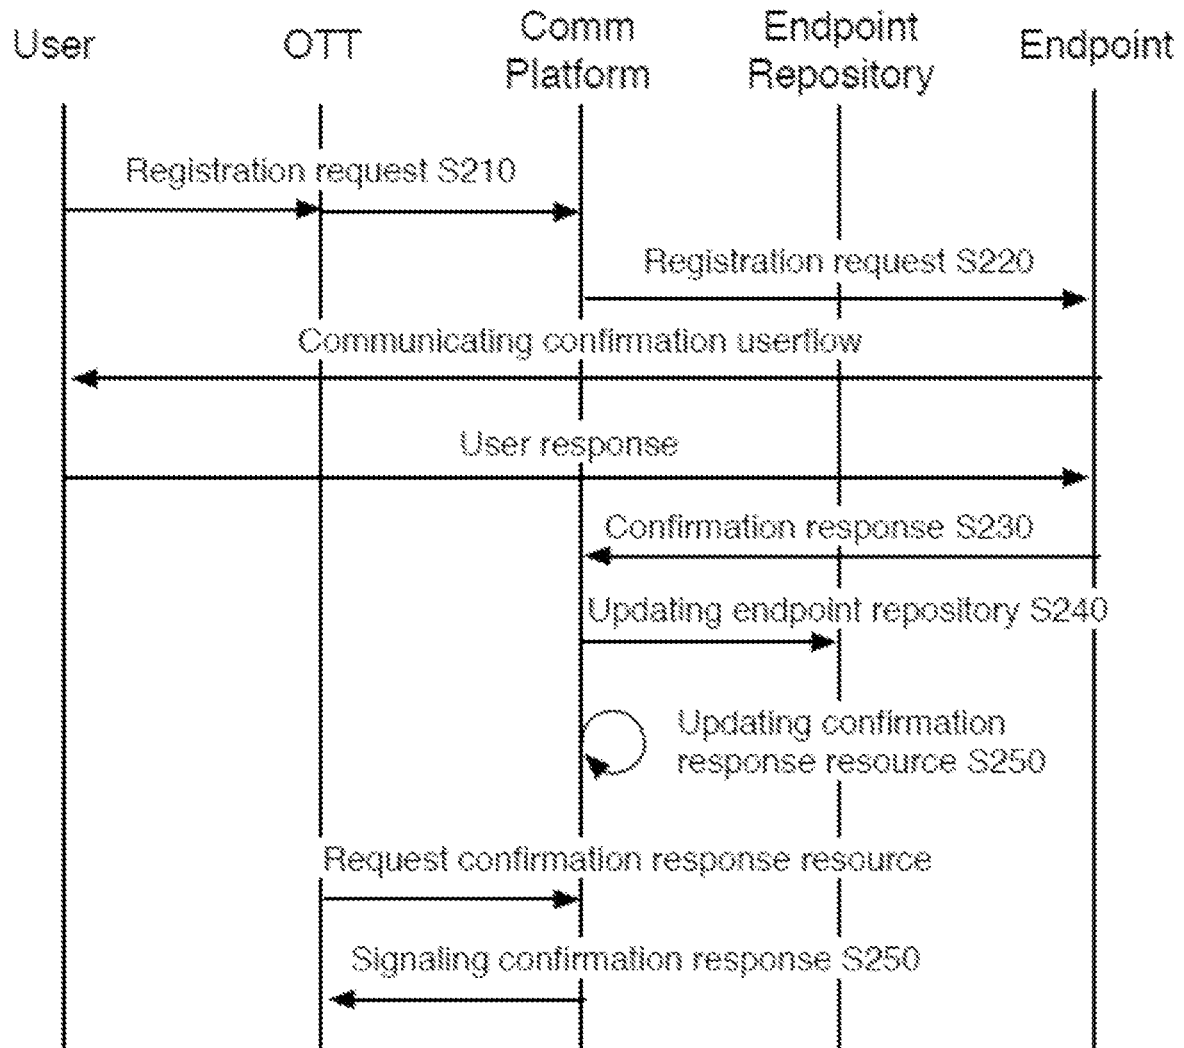 User
OTT
Comm
Platform
Endpoint
Repository
Endpoint
Registration request S210
Registration request S220
Communicating confirmation userflow
User response
Confirmation response S230
Updating endpoint repository S240
Updating confirmation
response resource S250
Request confirmation response resource
Signaling confirmation response S250